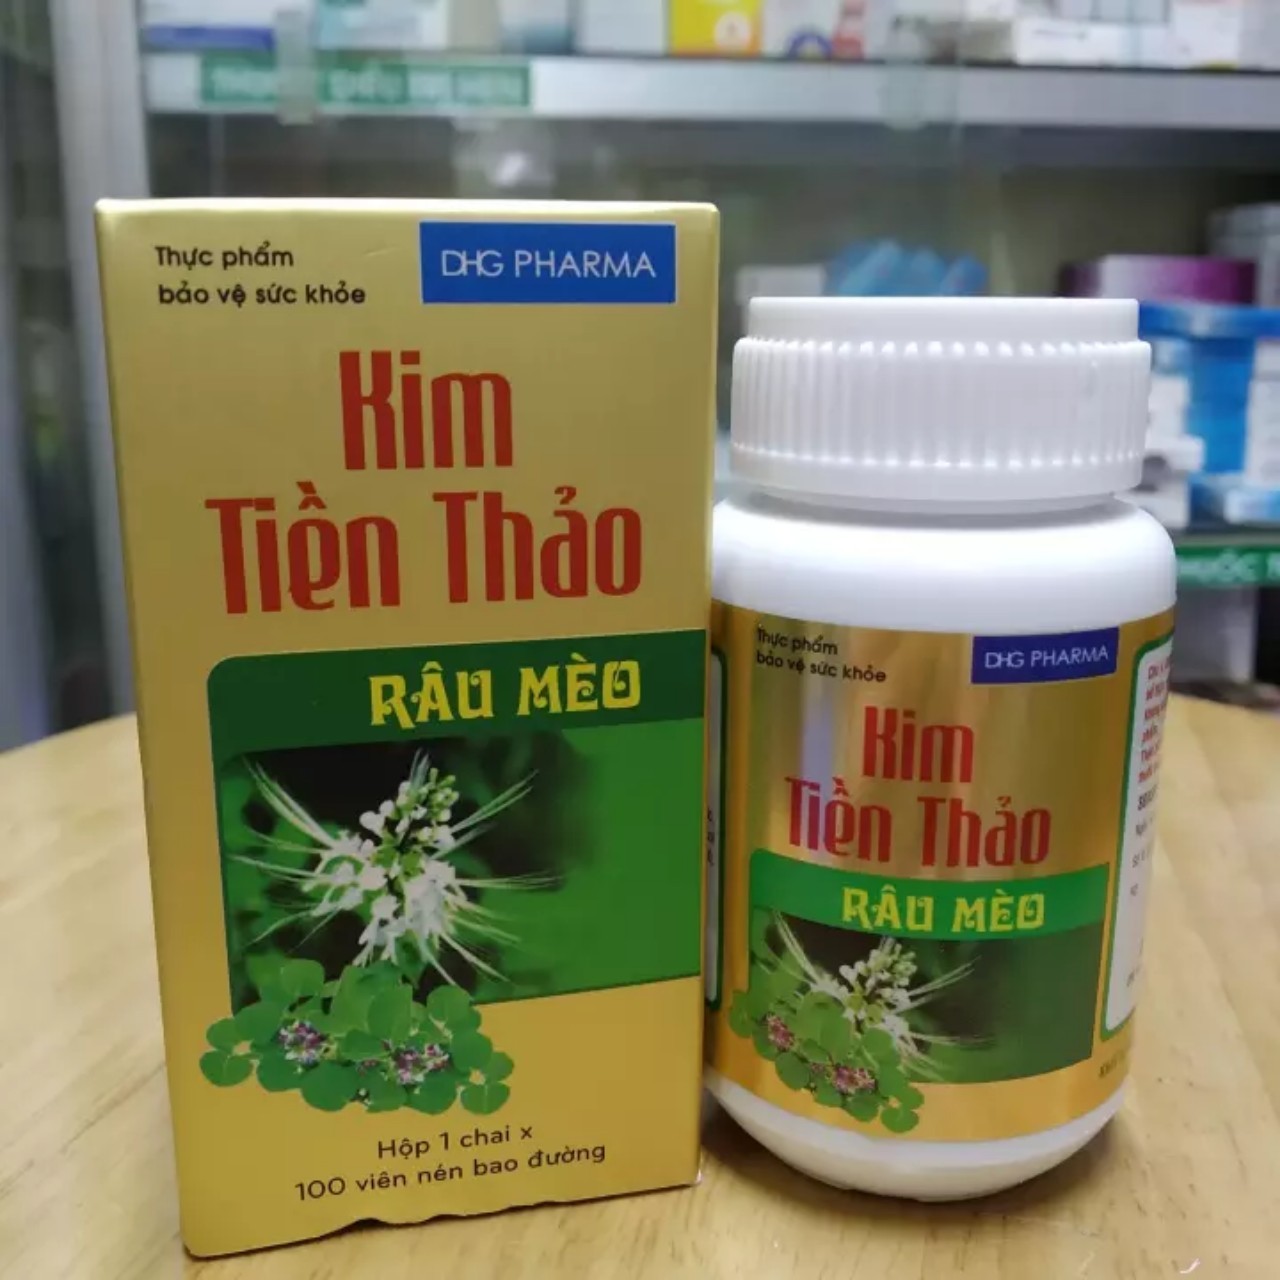 Thực phẩm
bảo vệ sức khỏe
DHG PHARMA
Kim
Tiền Thảo
RÂU MÈO
Hộp 1 chai x
100 viên nén bao đường
Thực phẩm
bảo vệ sức khỏe
DHG PHARMA
Kim
Tiền Thảo
RÂU MÈO